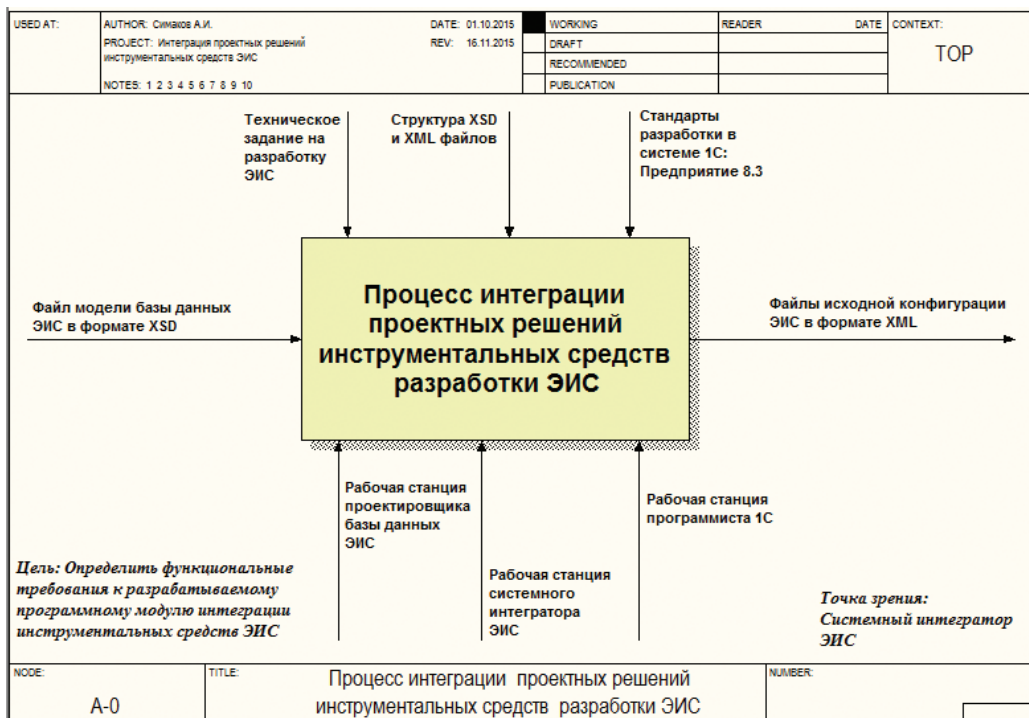 USED AT:
AUTHOR: Симаков А.И.
DATE: 01.10.2015
PROJECT: Интеграция проектных решений
инструментальных средств ЭИС
REV: 16.11.2015
NOTES: 1 2 3 4 5 6 7 8 9 10
WORKING
DRAFT
RECOMMENDED
PUBLICATION
READER
DATE
CONTEXT:
TOP
Техническое
задание на
разработку
ЭИС
Структура XSD
и XML файлов
Стандарты
разработки в
системе 1С:
Предприятие 8.3
Файл модели базы данных
ЭИС в формате XSD
Процесс интеграции
проектных решений
инструментальных средств
разработки ЭИС
Файлы исходной конфигурации
ЭИС в формате XML
Рабочая станция
проектировщика
базы данных
ЭИС
Рабочая станция
системного
интегратора
ЭИС
Рабочая станция
программиста 1С
Цель: Определить функциональные
требования к разрабатываемому
программному модулю интеграции
инструментальных средств ЭИС
Точка зрения:
Системный интегратор
ЭИС
NODE:
A-0
TITLE:
Процесс интеграции проектных решений
инструментальных средств разработки ЭИС
NUMBER: